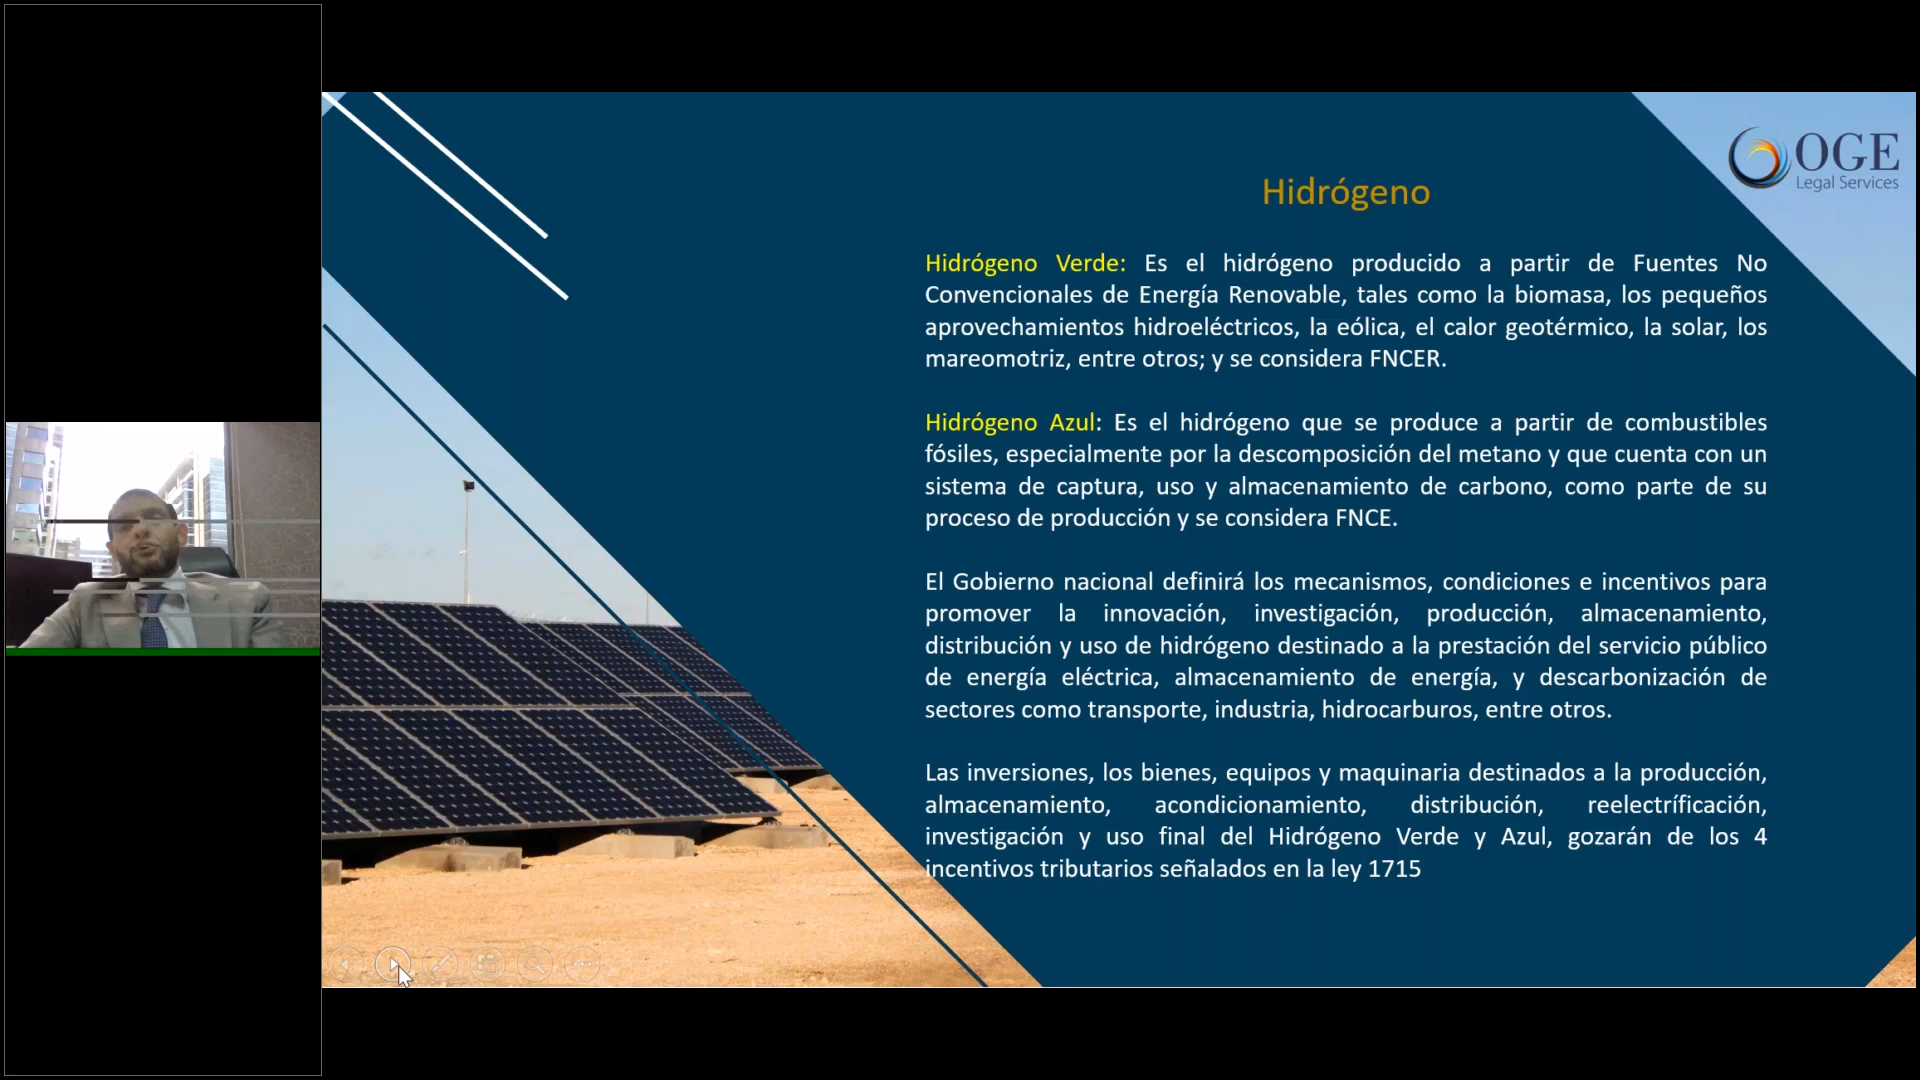 OGE
Legal Services
Hidrógeno
Hidrógeno Verde: Es el hidrógeno producido a partir de Fuentes No
Convencionales de Energía Renovable, tales como la biomasa, los pequeños
aprovechamientos hidroeléctricos, la eólica, el calor geotérmico, la solar, los
mareomotriz, entre otros; y se considera FNCER.
Hidrógeno Azul: Es el hidrógeno que se produce a partir de combustibles
fósiles, especialmente por la descomposición del metano y que cuenta con un
sistema de captura, uso y almacenamiento de carbono, como parte de su
proceso de producción y se considera FNCE.
El Gobierno nacional definirá los mecanismos, condiciones e incentivos para
promover la innovación, investigación, producción, almacenamiento,
distribución y uso de hidrógeno destinado a la prestación del servicio público
de energía eléctrica, almacenamiento de energía, y descarbonización de
sectores como transporte, industria, hidrocarburos, entre otros.
Las inversiones, los bienes, equipos y maquinaria destinados a la producción,
almacenamiento, acondicionamiento, distribución, reelectríficación,
investigación y uso final del Hidrógeno Verde y Azul, gozarán de los 4
incentivos tributarios señalados en la ley 1715